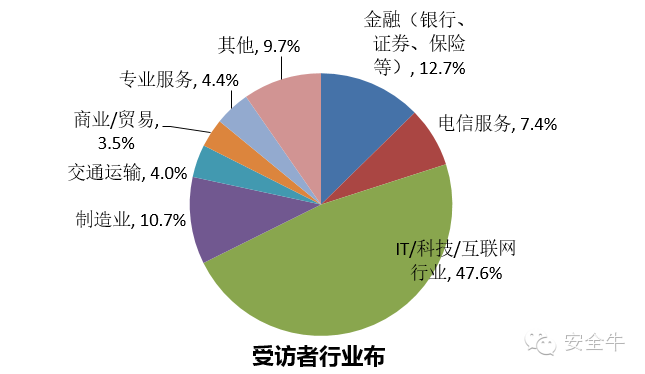 其他, 9.7%
金融（银行、
证券、保险
等）, 12.7%
专业服务, 4.4%
商业/贸易,
3.5%
电信服务, 7.4%
交通运输, 4.0%
制造业, 10.7%
IT/科技/互联网
行业, 47.6%
受访者行业布
安全牛